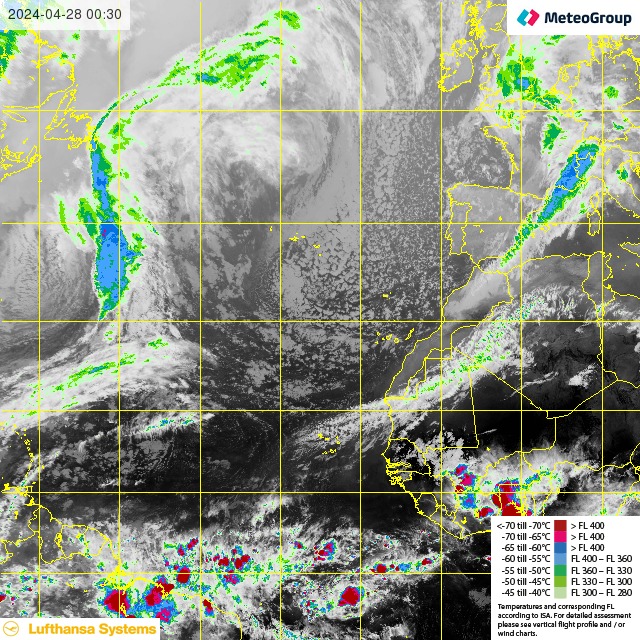 2024-04-28 00:30
MeteoGroup
<-70 till -70°C > FL 400
-70 till -65°C > FL 400
-65 till -60°C > FL 400
-60 till -55°C FL 400 – FL 360
-55 till -50°C FL 360 – FL 330
-50 till -45°C FL 330 – FL 300
-45 till -40°C FL 300 – FL 280
Temperatures and corresponding FL
according to ISA. For detailed assessment
please see vertical flight profile and / or
wind charts.
Lufthansa Systems